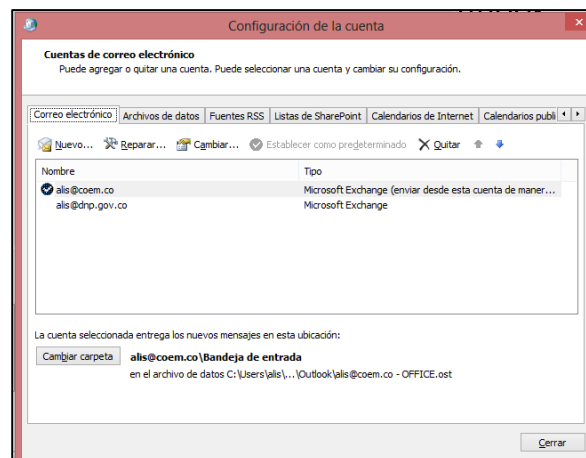 Configuración de la cuenta
Cuentas de correo electrónico
Puede agregar o quitar una cuenta. Puede seleccionar una cuenta y cambiar su configuración.
Correo electrónico Archivos de datos Fuentes RSS Listas de SharePoint Calendarios de Internet Calendarios publi
Nuevo... Reparar... Cambiar... Establecer como predeterminado Quitar
Nombre Tipo
alis@coem.co Microsoft Exchange (enviar desde esta cuenta de maner...
alis@dnp.gov.co Microsoft Exchange
La cuenta seleccionada entrega los nuevos mensajes en esta ubicación:
Cambiar carpeta alis@coem.co\Bandeja de entrada
en el archivo de datos C:\Users\alis\...\Outlook\alis@coem.co - OFFICE.ost
Cerrar